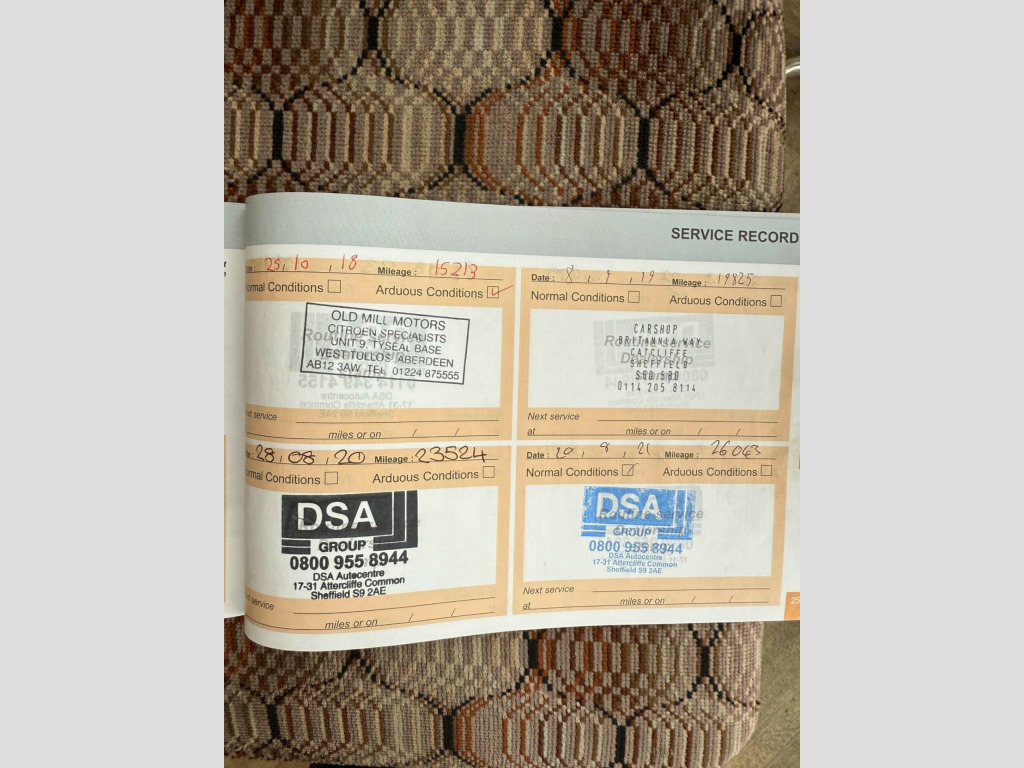 SERVICE RECORD
25, 10, 18 Mileage: 15213
rmal Conditions Arduous Conditions ✓
OLD MILL MOTORS
CITROEN SPECIALISTS
UNIT 9, TYSEAL BASE
WEST TULLOS ABERDEEN
AB12 3AW TEL 01224 875555
service
miles or on / /
Date: 8, 9, 19 Mileage: 19825
Normal Conditions Arduous Conditions
CARSHOP
BRITANNIA WAY
CATCLIFFE
SHEFFIELD
S60 5BD
0114 205 8114
Next service
at miles or on / /
28, 08, 20 Mileage: 23524
rmal Conditions Arduous Conditions
DSA
GROUP
0800 955 8944
DSA Autocentre
17-31 Attercliffe Common
Sheffield S9 2AE
service
miles or on / /
Date: 20, 8, 21 Mileage: 26063
Normal Conditions ✓ Arduous Conditions
DSA
GROUP
0800 955 8944
DSA Autocentre
17-31 Attercliffe Common
Sheffield S9 2AE
Next service
at miles or on / /
25